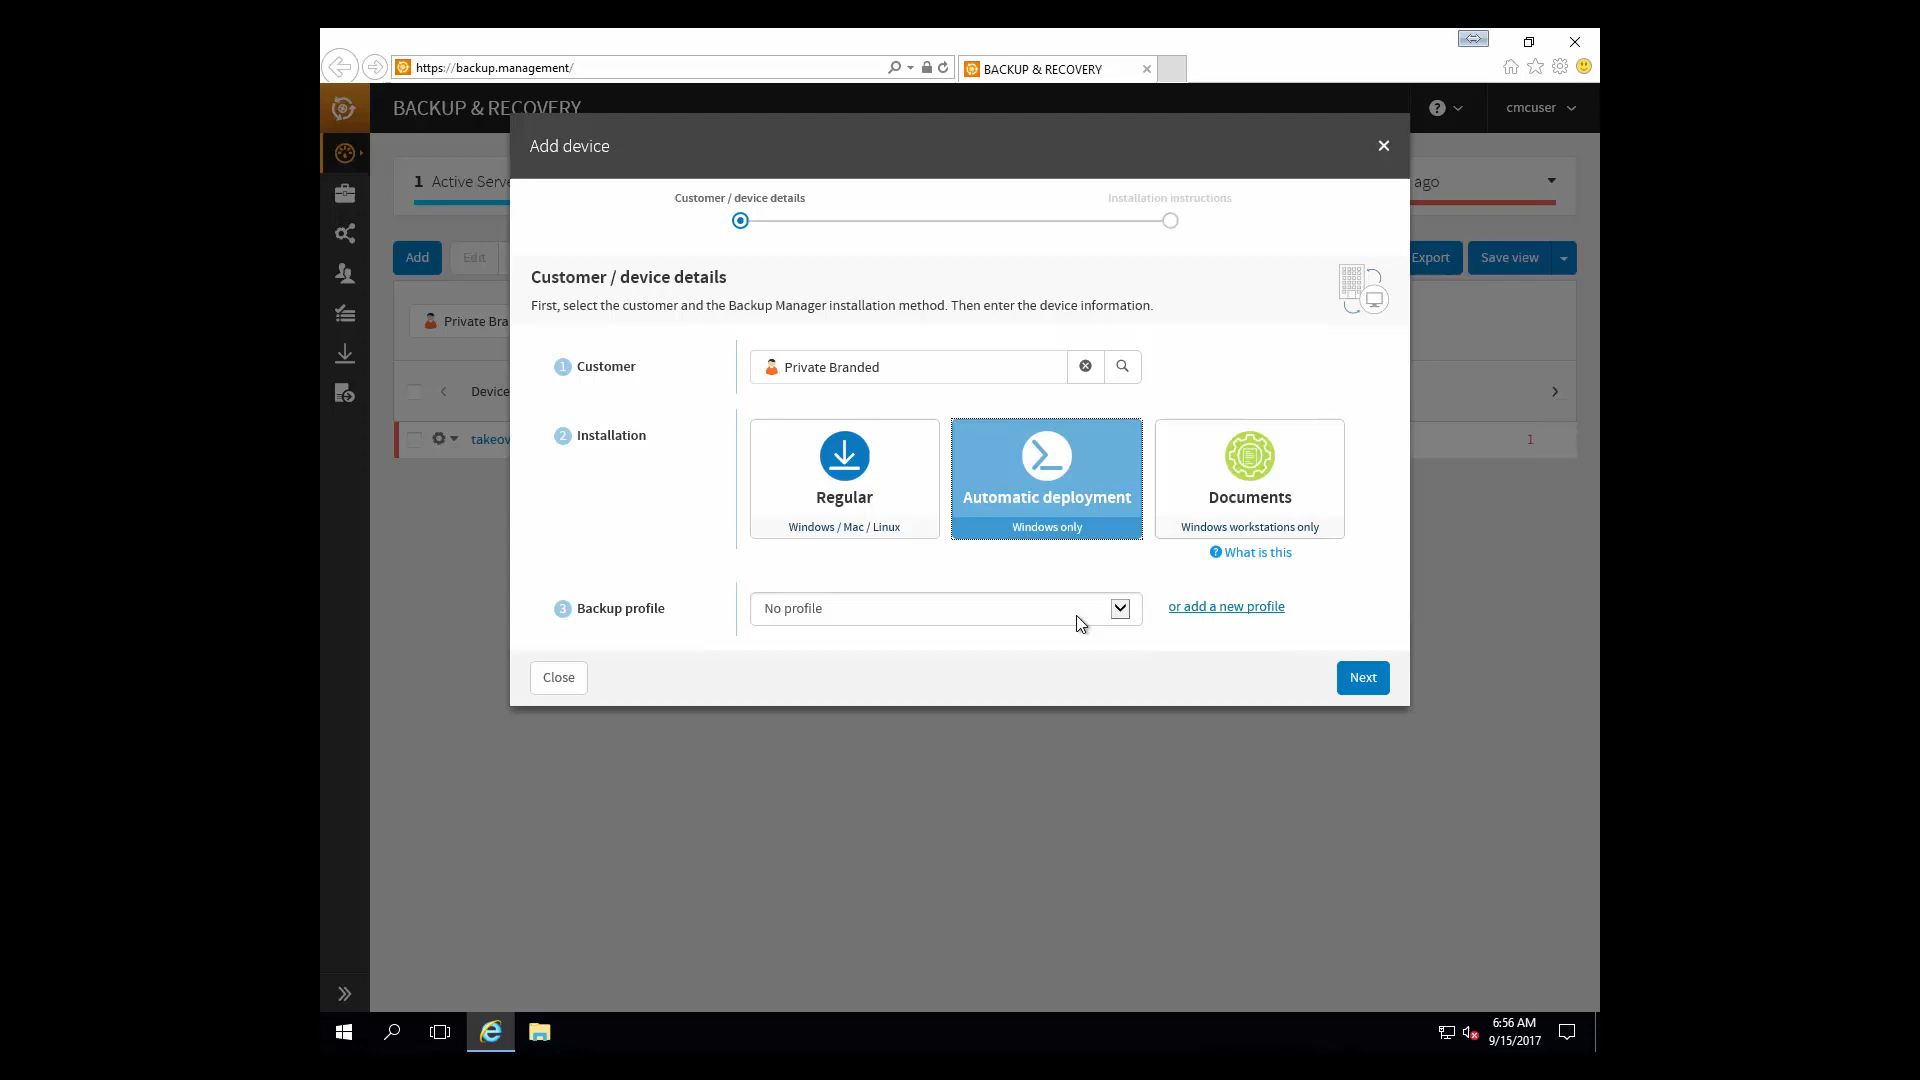 https://backup.management/
BACKUP & RECOVERY
BACKUP & RECOVERY
?
cmcuser
Add device
1 Active Serve
ago
Customer / device details
Installation instructions
Add
Edit
Export
Save view
Customer / device details
First, select the customer and the Backup Manager installation method. Then enter the device information.
Private Bra
1 Customer
Private Branded
Device
2 Installation
takeov
1
Regular
Automatic deployment
Documents
Windows / Mac / Linux
Windows only
Windows workstations only
? What is this
3 Backup profile
No profile
or add a new profile
Close
Next
6:56 AM
9/15/2017